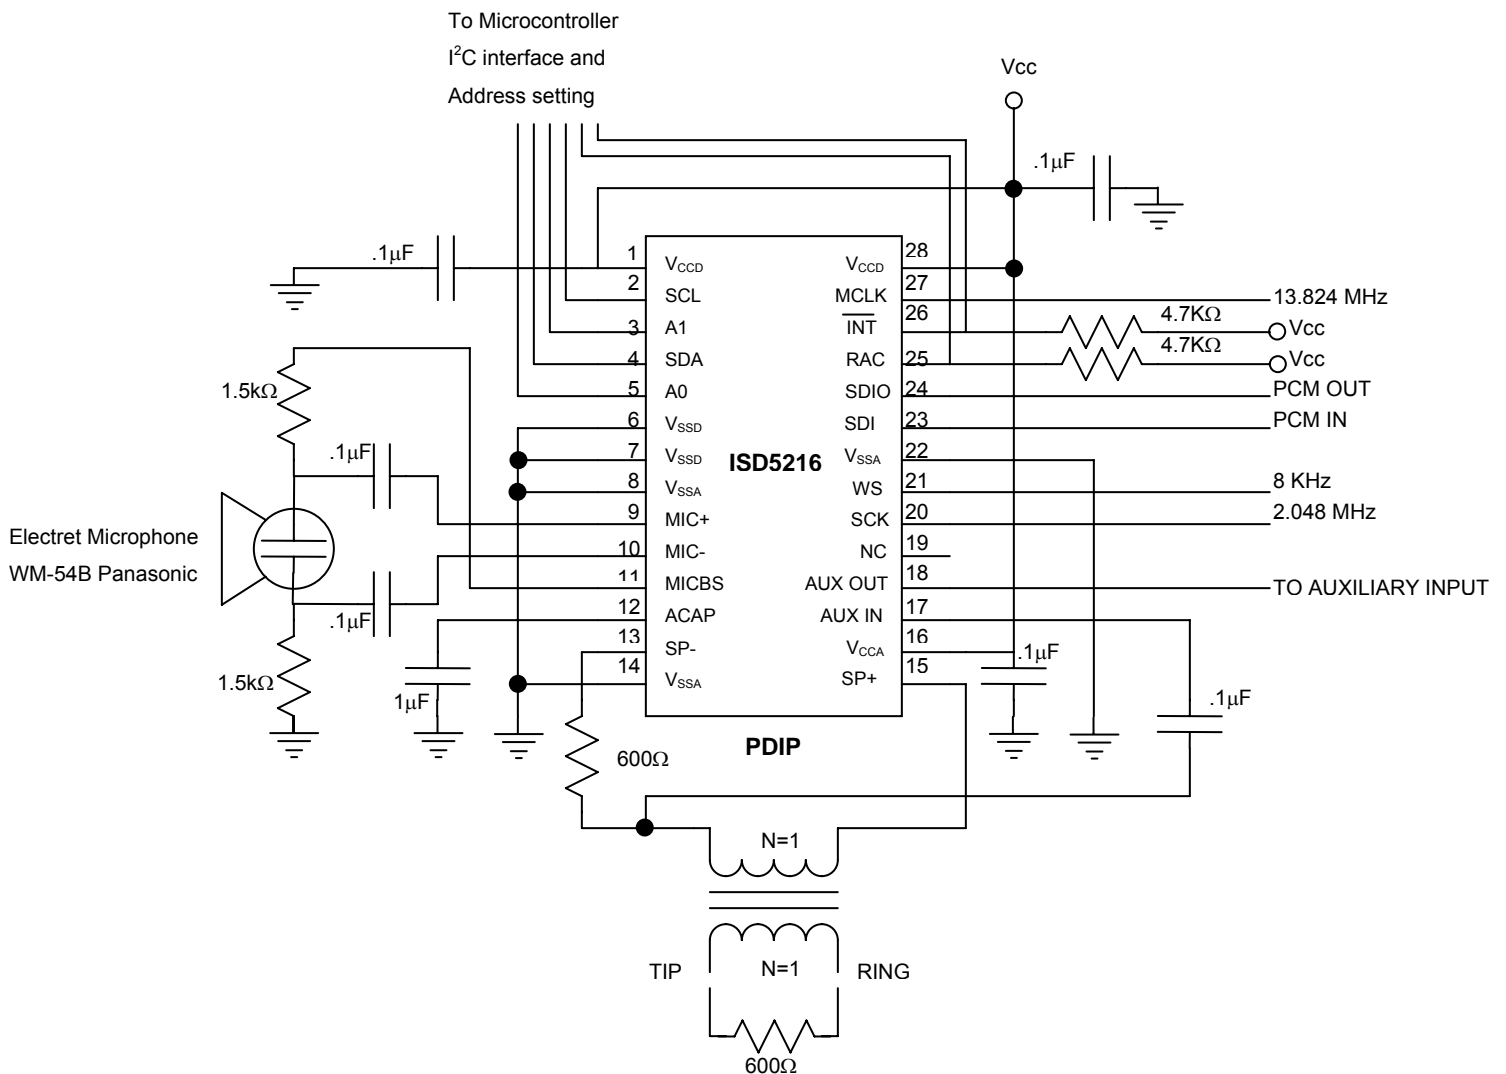 To Microcontroller
I²C interface and
Address setting
Vcc
.1µF
.1µF
1 VCCD
2 SCL
3 A1
4 SDA
5 A0
6 VSSD
7 VSSD
8 VSSA
9 MIC+
10 MIC-
11 MICBS
12 ACAP
13 SP-
14 VSSA
ISD5216
VCCD 28
MCLK 27
INT 26
RAC 25
SDIO 24
SDI 23
VSSA 22
WS 21
SCK 20
NC 19
AUX OUT 18
AUX IN 17
VCCA 16
SP+ 15
13.824 MHz
4.7KΩ
Vcc
4.7KΩ
Vcc
PCM OUT
PCM IN
8 KHz
2.048 MHz
TO AUXILIARY INPUT
1.5kΩ
.1µF
Electret Microphone
WM-54B Panasonic
.1µF
1.5kΩ
1µF
.1µF
.1µF
PDIP
600Ω
N=1
TIP
N=1
RING
600Ω